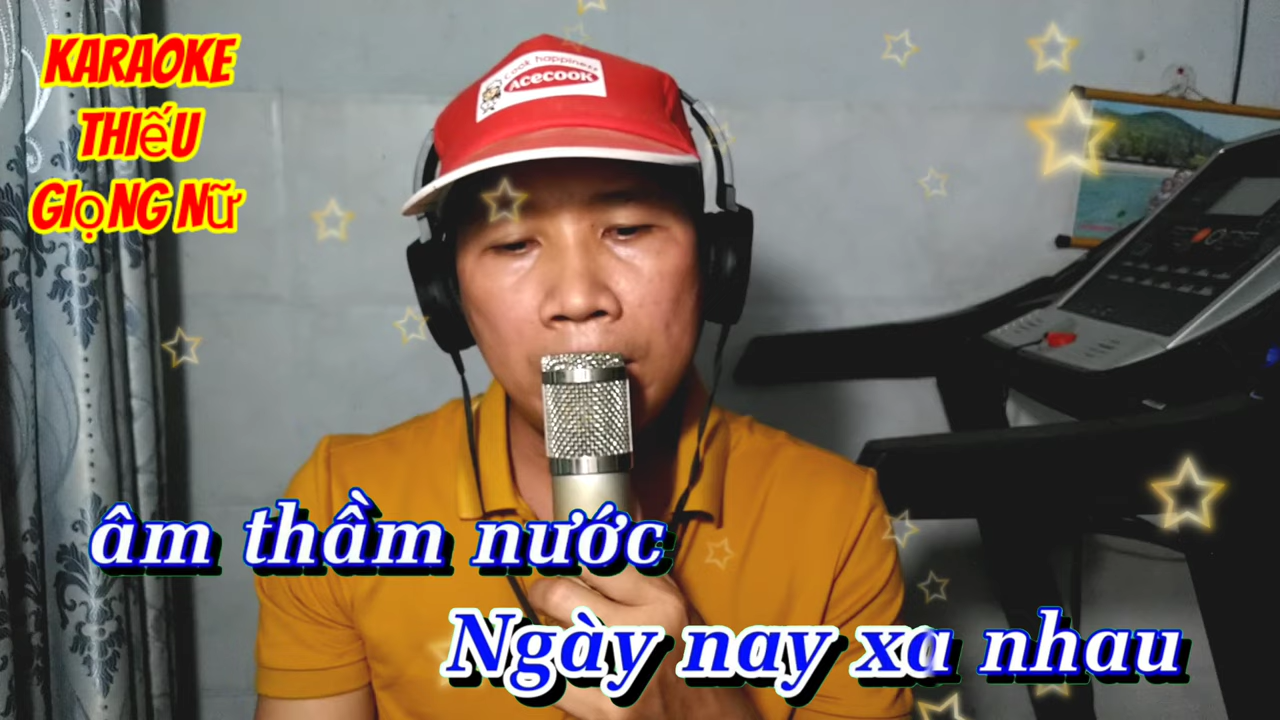 KARAOKE
THIẾU
GIỌNG NỮ
Cook happiness
ACECOOK
âm thầm nước
Ngày nay xa nhau